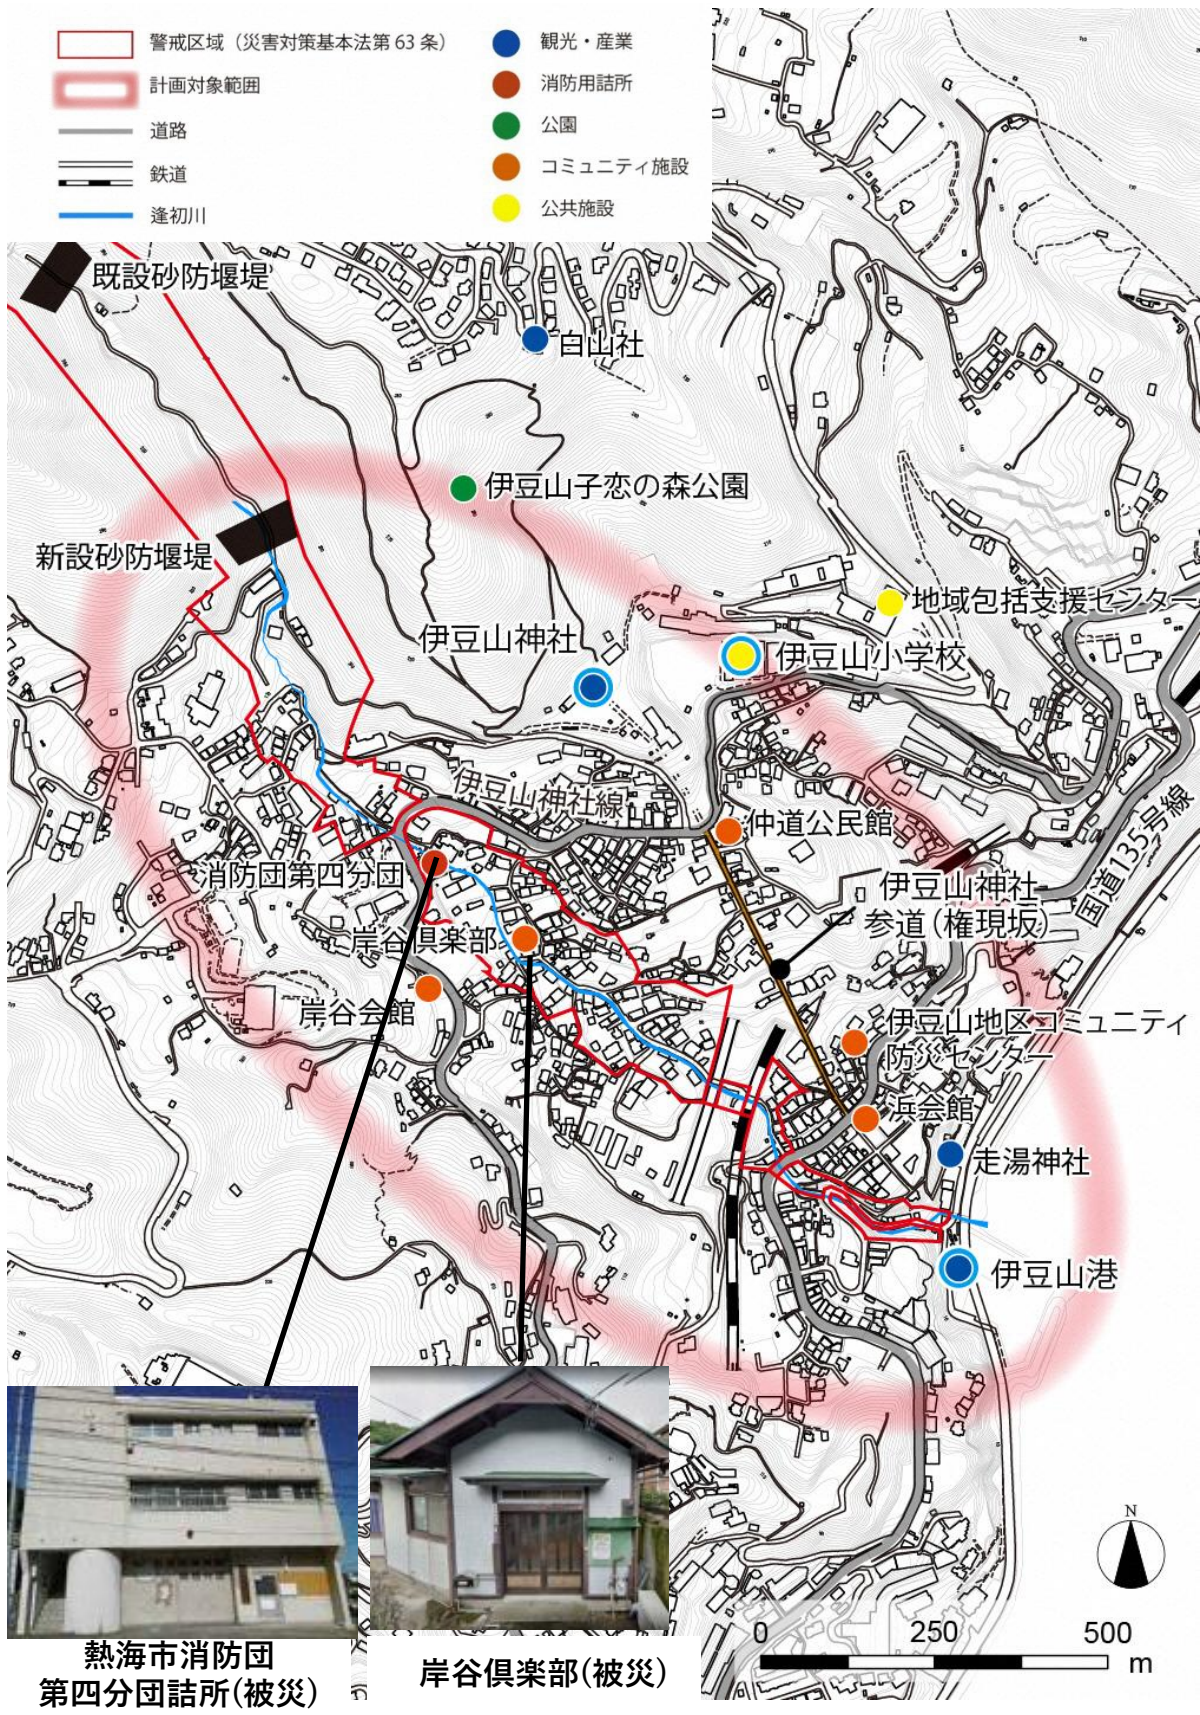 警戒区域（災害対策基本法第 63 条）
計画対象範囲
道路
鉄道
逢初川
観光・産業
消防用詰所
公園
コミュニティ施設
公共施設
既設砂防堰堤
白山社
伊豆山子恋の森公園
新設砂防堰堤
地域包括支援センター
伊豆山神社
伊豆山小学校
伊豆山神社線
国道135号線
仲道公民館
消防団第四分団
伊豆山神社
参道（権現坂）
岸谷倶楽部
岸谷会館
伊豆山地区コミュニティ
防災センター
浜会館
走湯神社
伊豆山港
熱海市消防団
第四分団詰所(被災)
岸谷倶楽部(被災)
N
0 250 500
m